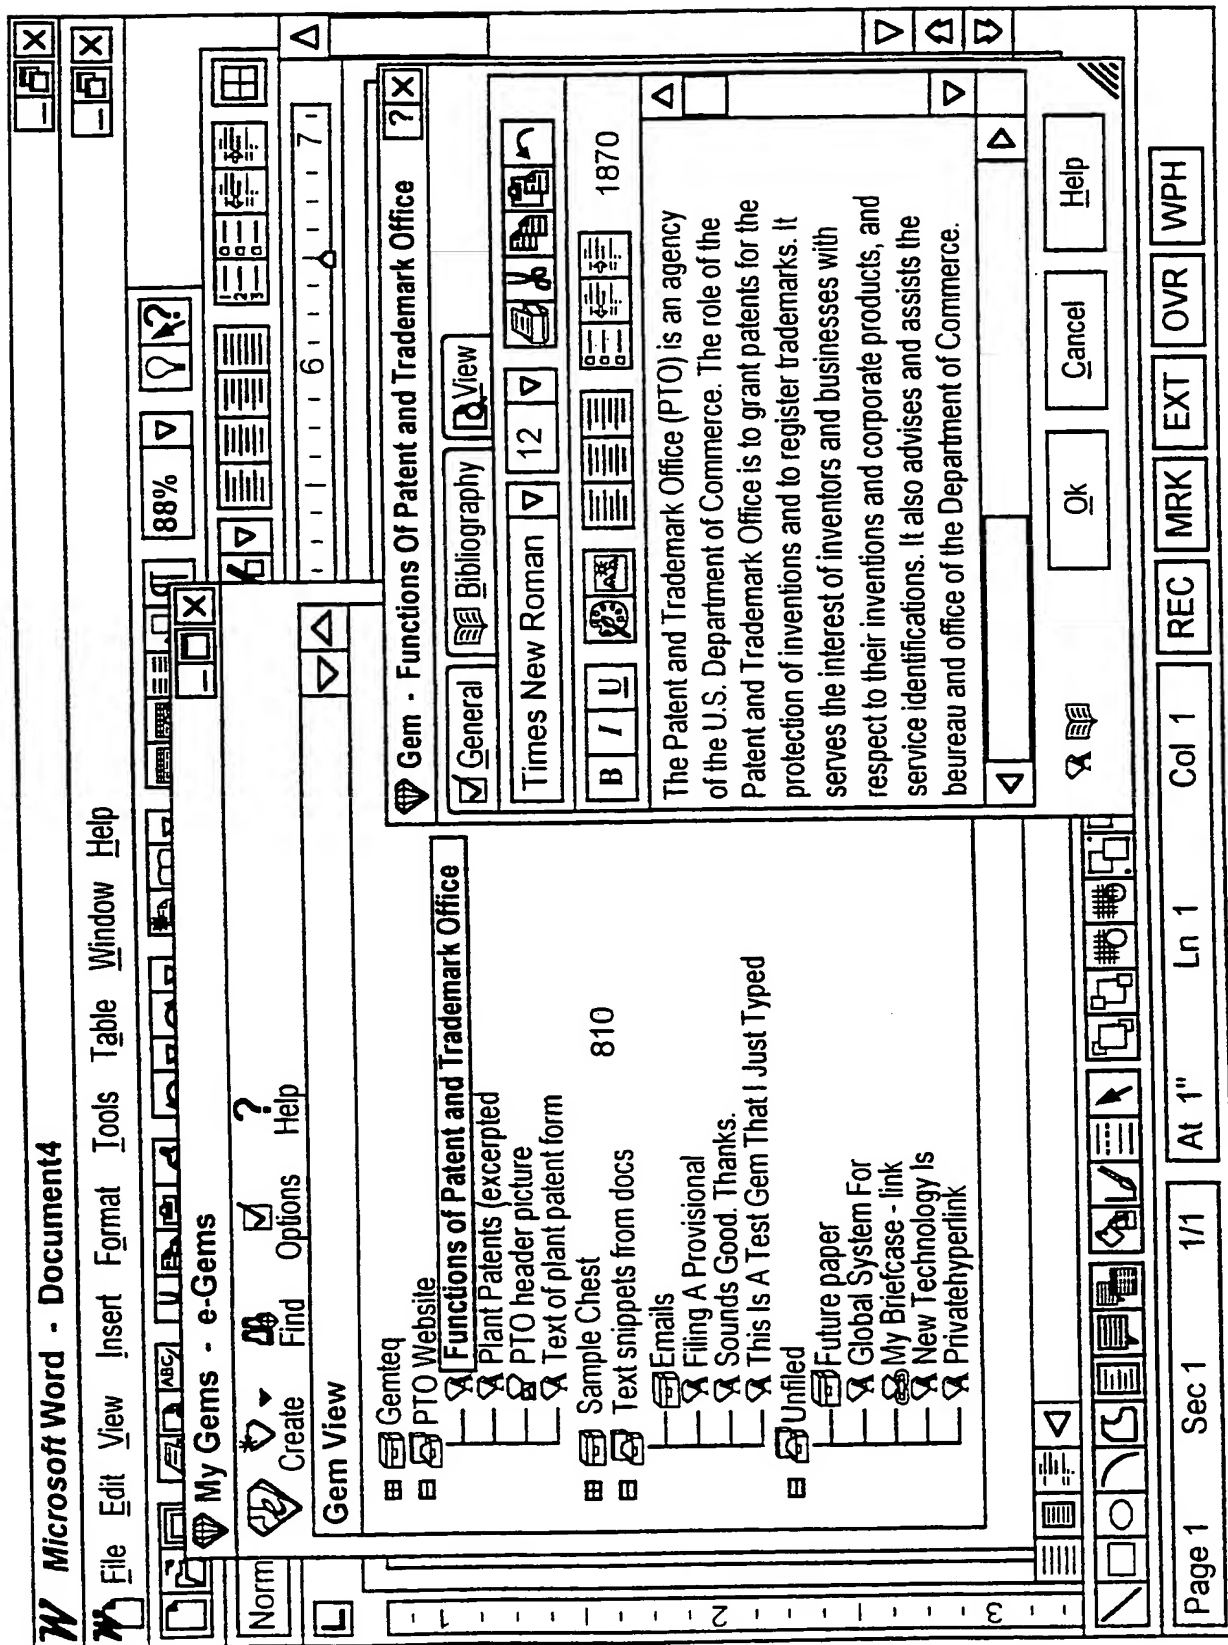 W Microsoft Word - Document4
W File Edit View Insert Format Tools Table Window Help
ABC
88%
?
My Gems - e-Gems
Norm
Create Find Options Help
1 2 3
L
6 7
Gem View
Gemteq
PTO Website
Functions of Patent and Trademark Office
Plant Patents (excerpted
PTO header picture
Text of plant patent form
Sample Chest
Text snippets from docs
810
Emails
Filing A Provisional
Sounds Good. Thanks.
This Is A Test Gem That I Just Typed
Unfiled
Future paper
Global System For
My Briefcase - link
New Technology Is
Privatehyperlink
Gem - Functions Of Patent and Trademark Office
?
General Bibliography View
Times New Roman 12
B I U
1870
The Patent and Trademark Office (PTO) is an agency
of the U.S. Department of Commerce. The role of the
Patent and Trademark Office is to grant patents for the
protection of inventions and to register trademarks. It
serves the interest of inventors and businesses with
respect to their inventions and corporate products, and
service identifications. It also advises and assists the
beureau and office of the Department of Commerce.
Ok Cancel Help
1
2
3
Page 1 Sec 1 1/1 At 1" Ln 1 Col 1 REC MRK EXT OVR WPH